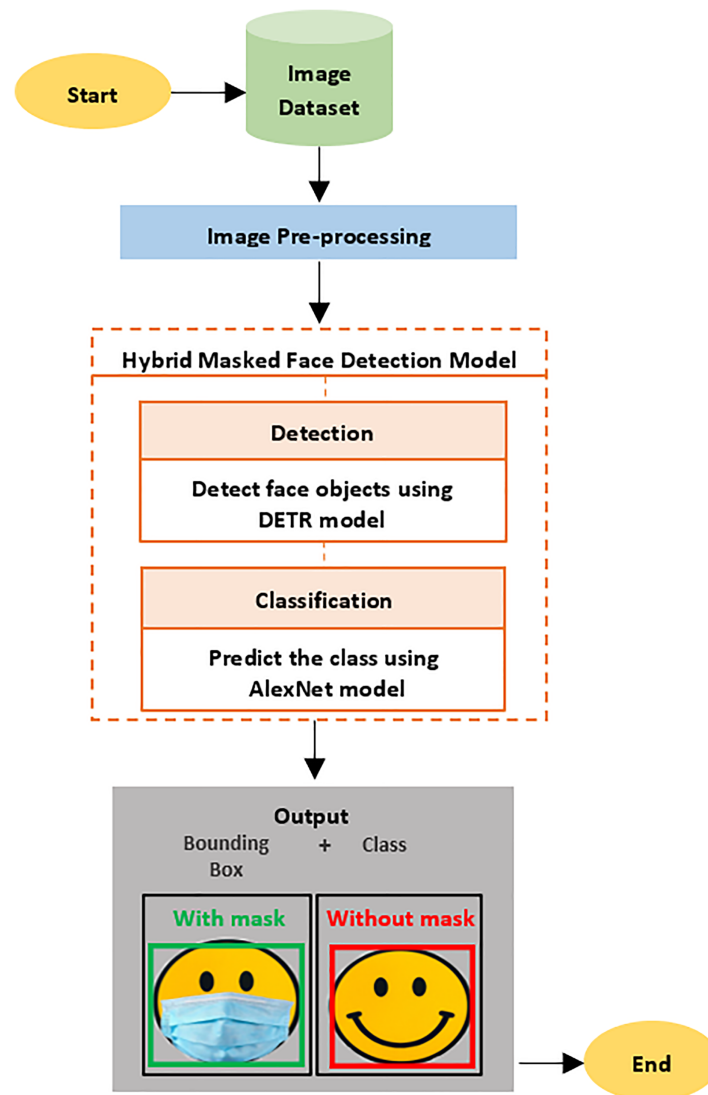 Start
Image
Dataset
Image Pre-processing
Hybrid Masked Face Detection Model
Detection
Detect face objects using
DETR model
Classification
Predict the class using
AlexNet model
Output
Bounding + Class
Box
With mask Without mask
End